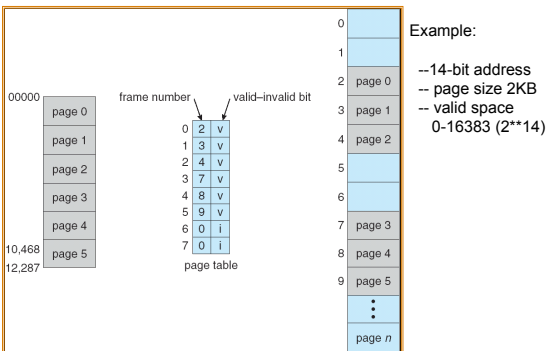 00000
page 0
page 1
page 2
page 3
page 4
page 5
10,468
12,287
frame number
valid–invalid bit
0 2 v
1 3 v
2 4 v
3 7 v
4 8 v
5 9 v
6 0 i
7 0 i
page table
0
1
2 page 0
3 page 1
4 page 2
5
6
7 page 3
8 page 4
9 page 5
page n
Example:
--14-bit address
-- page size 2KB
-- valid space
0-16383 (2**14)